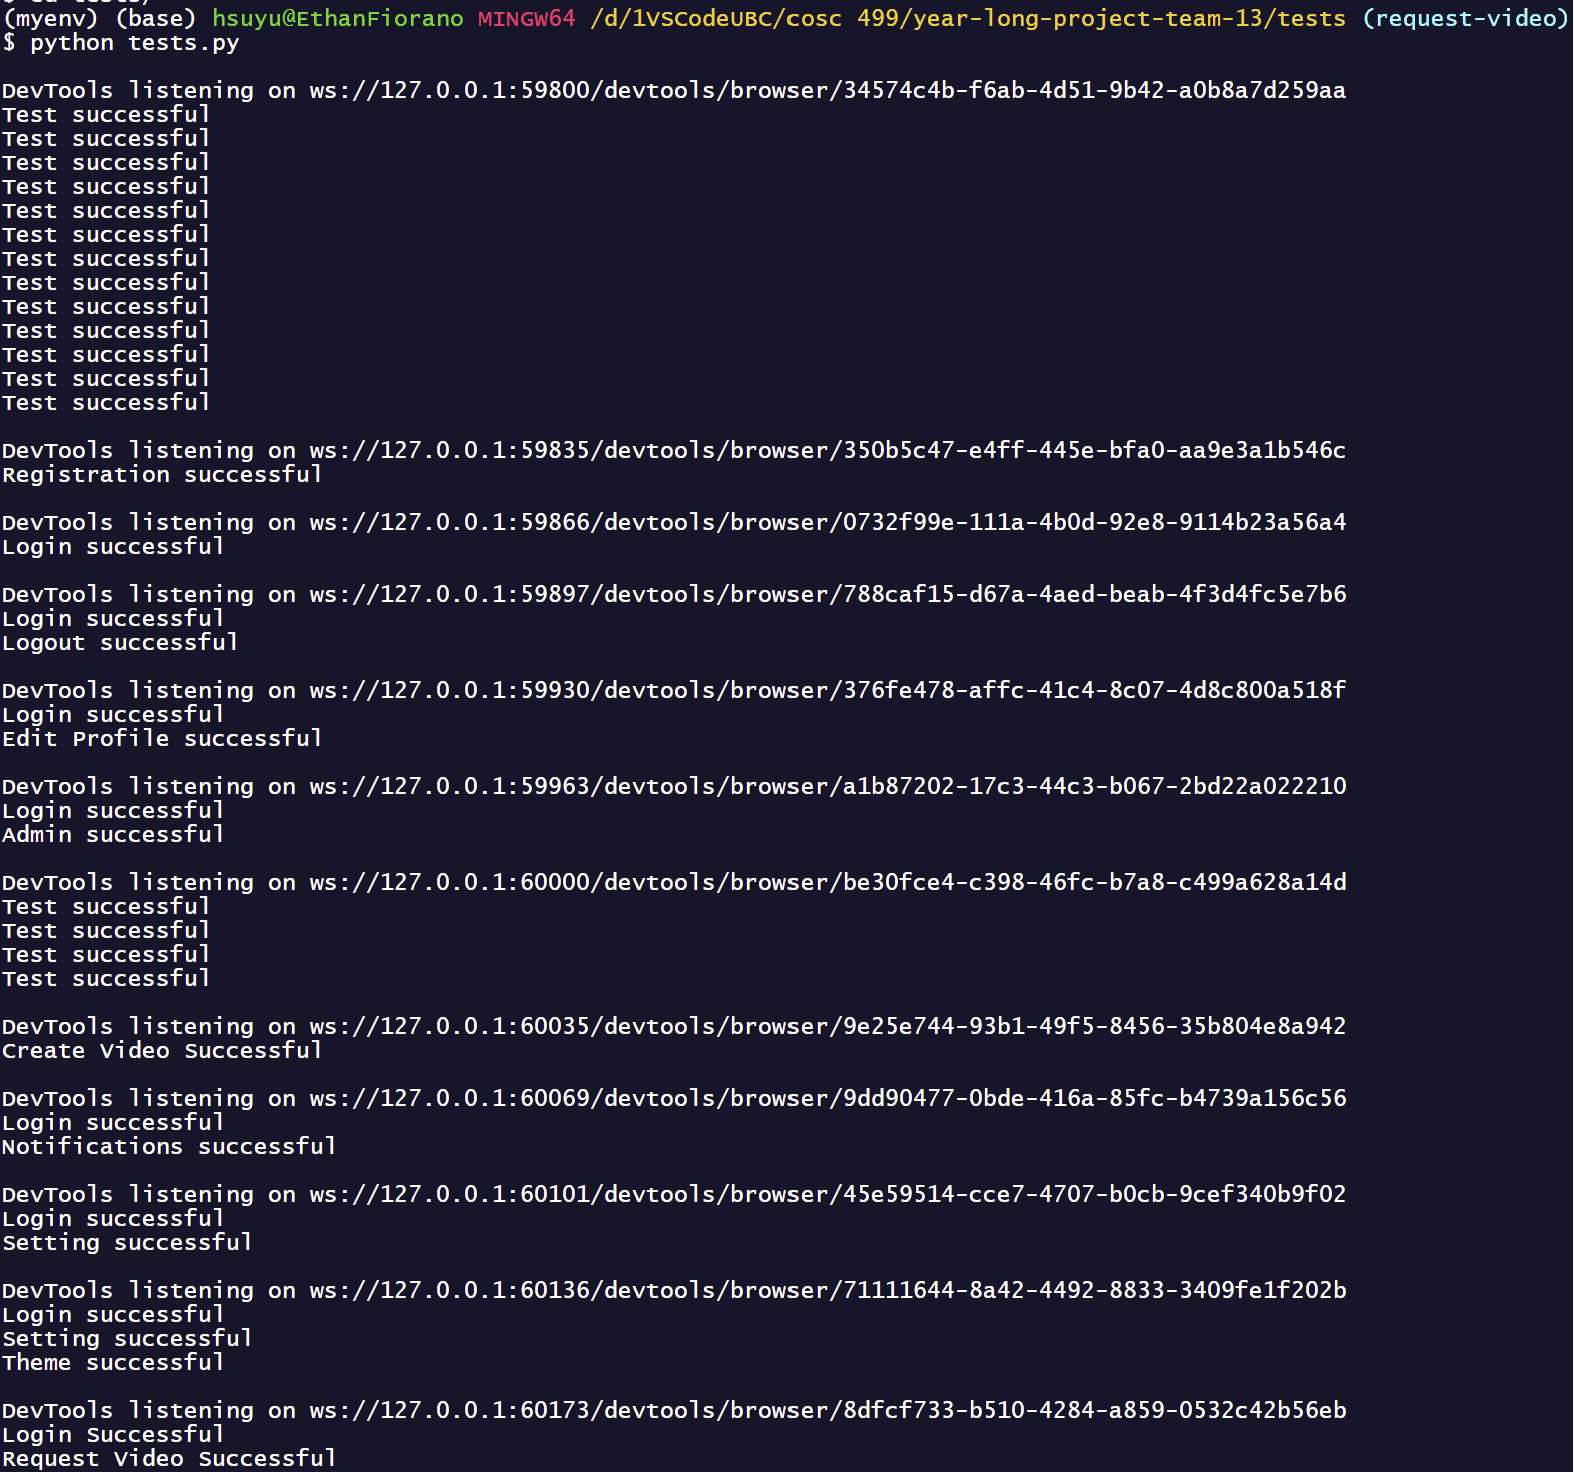 (myenv) (base) hsuyu@EthanFiorano MINGW64 /d/1VSCodeUBC/cosc 499/year-long-project-team-13/tests (request-video)
$ python tests.py
DevTools listening on ws://127.0.0.1:59800/devtools/browser/34574c4b-f6ab-4d51-9b42-a0b8a7d259aa
Test successful
Test successful
Test successful
Test successful
Test successful
Test successful
Test successful
Test successful
Test successful
Test successful
Test successful
Test successful
Test successful
DevTools listening on ws://127.0.0.1:59835/devtools/browser/350b5c47-e4ff-445e-bfa0-aa9e3a1b546c
Registration successful
DevTools listening on ws://127.0.0.1:59866/devtools/browser/0732f99e-111a-4b0d-92e8-9114b23a56a4
Login successful
DevTools listening on ws://127.0.0.1:59897/devtools/browser/788caf15-d67a-4aed-beab-4f3d4fc5e7b6
Login successful
Logout successful
DevTools listening on ws://127.0.0.1:59930/devtools/browser/376fe478-affc-41c4-8c07-4d8c800a518f
Login successful
Edit Profile successful
DevTools listening on ws://127.0.0.1:59963/devtools/browser/a1b87202-17c3-44c3-b067-2bd22a022210
Login successful
Admin successful
DevTools listening on ws://127.0.0.1:60000/devtools/browser/be30fce4-c398-46fc-b7a8-c499a628a14d
Test successful
Test successful
Test successful
Test successful
DevTools listening on ws://127.0.0.1:60035/devtools/browser/9e25e744-93b1-49f5-8456-35b804e8a942
Create Video Successful
DevTools listening on ws://127.0.0.1:60069/devtools/browser/9dd90477-0bde-416a-85fc-b4739a156c56
Login successful
Notifications successful
DevTools listening on ws://127.0.0.1:60101/devtools/browser/45e59514-cce7-4707-b0cb-9cef340b9f02
Login successful
Setting successful
DevTools listening on ws://127.0.0.1:60136/devtools/browser/71111644-8a42-4492-8833-3409fe1f202b
Login successful
Setting successful
Theme successful
DevTools listening on ws://127.0.0.1:60173/devtools/browser/8dfcf733-b510-4284-a859-0532c42b56eb
Login Successful
Request Video Successful